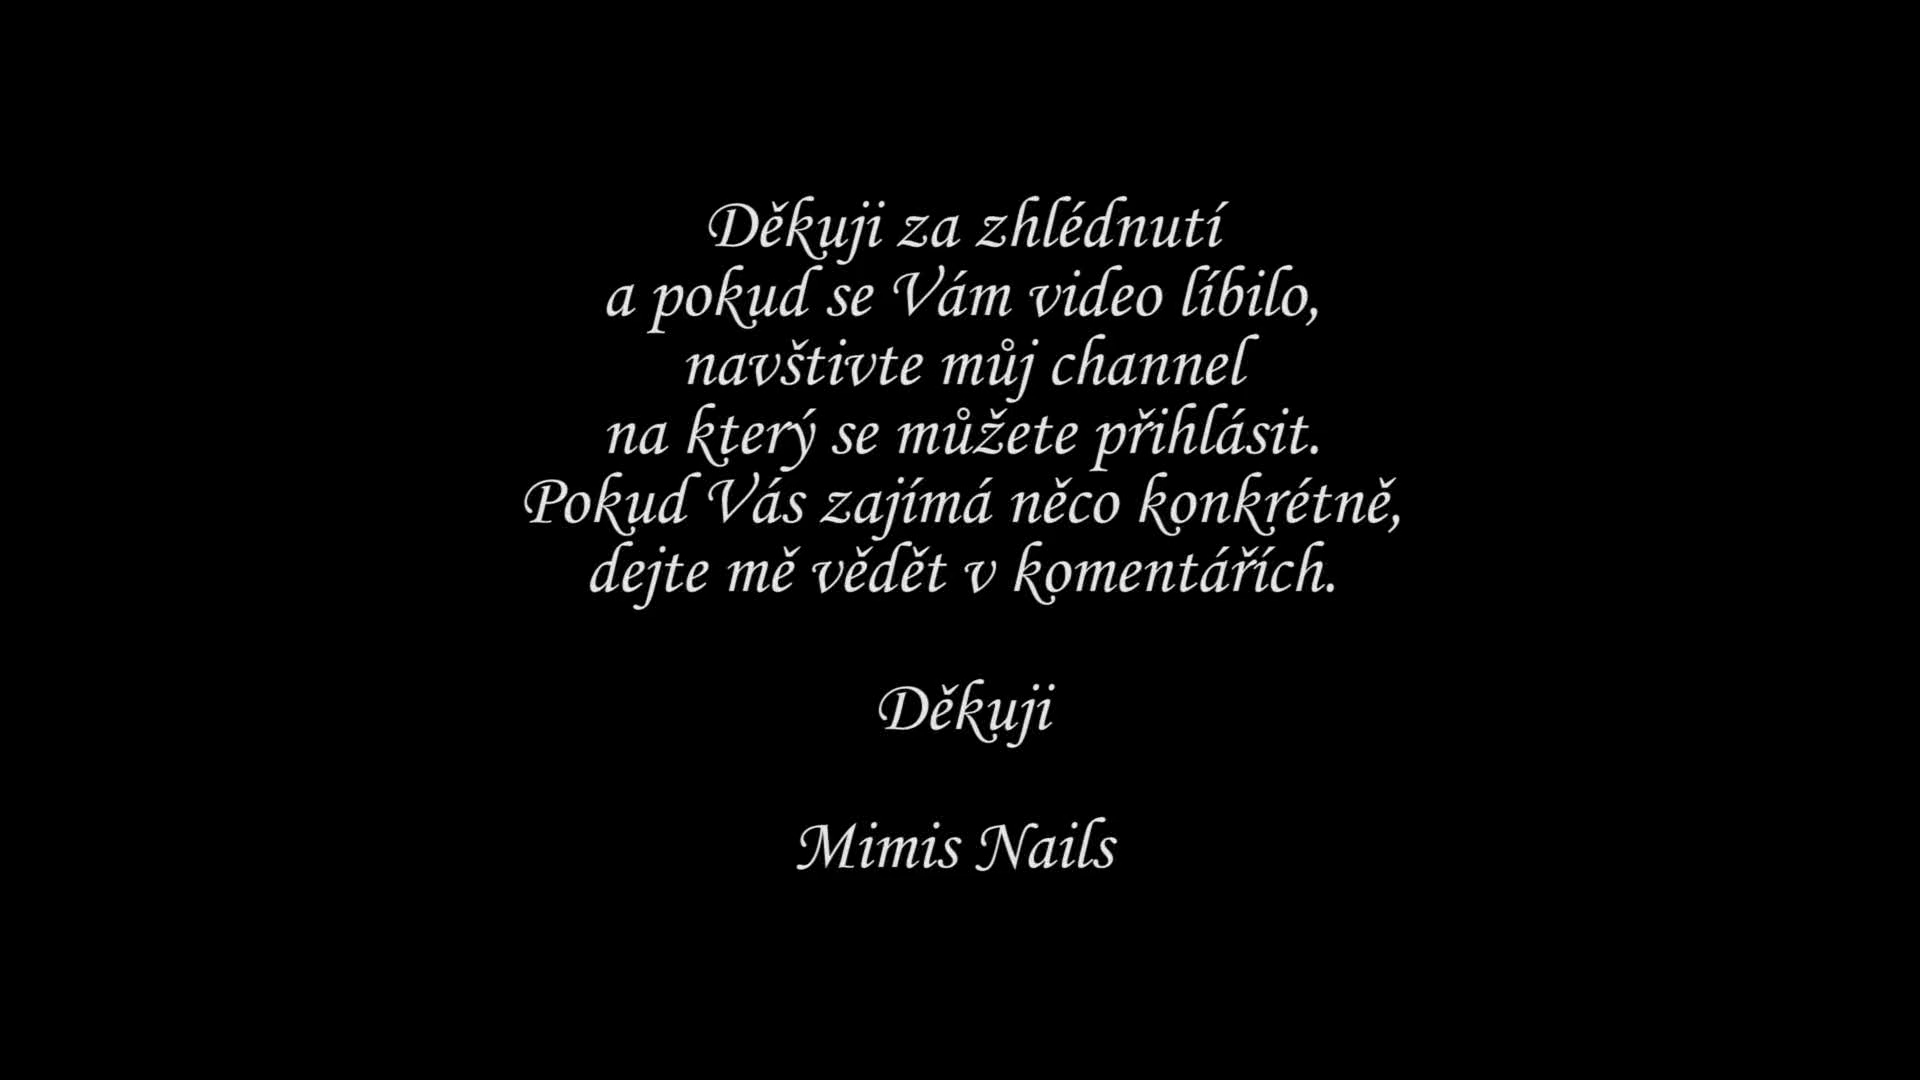 Děkuji za zhlédnutí
a pokud se Vám video líbilo,
navštivte můj channel
na který se můžete přihlásit.
Pokud Vás zajímá něco konkrétně,
dejte mě vědět v komentářích.
Děkuji
Mimis Nails